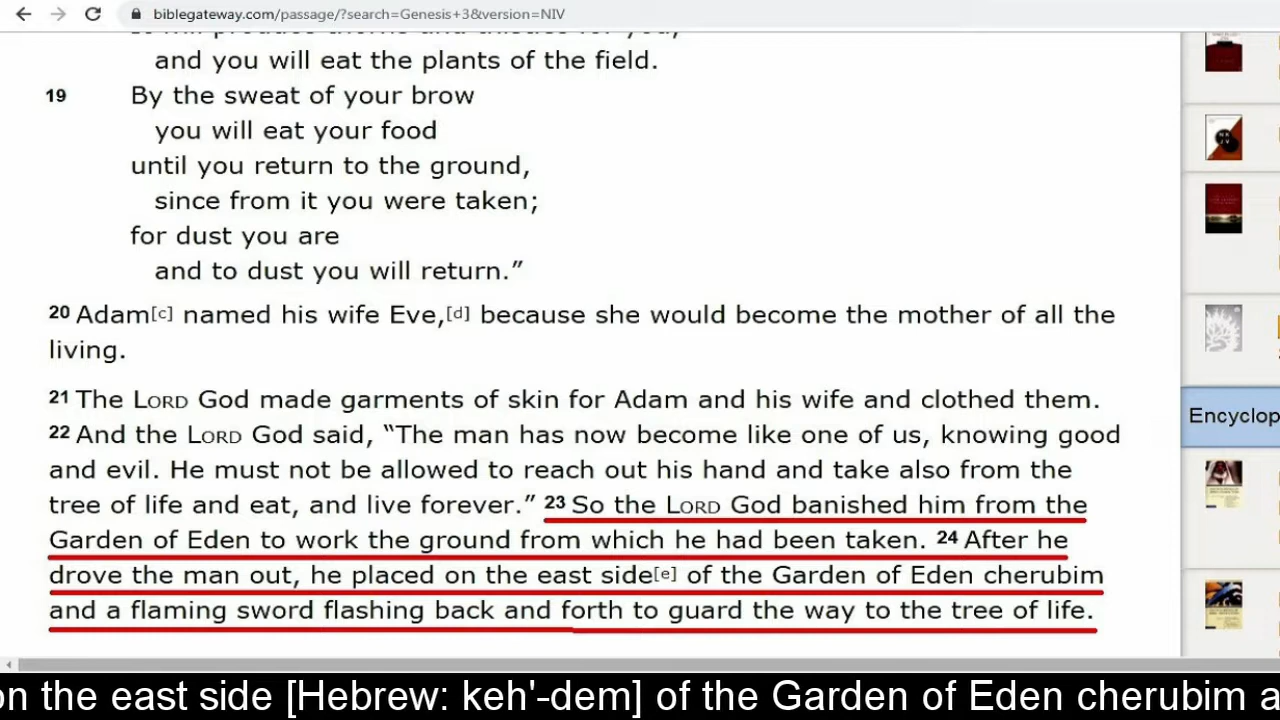 biblegateway.com/passage/?search=Genesis+3&version=NIV
It will produce thorns and thistles for you,
and you will eat the plants of the field.
19 By the sweat of your brow
you will eat your food
until you return to the ground,
since from it you were taken;
for dust you are
and to dust you will return.”
20 Adam[c] named his wife Eve,[d] because she would become the mother of all the
living.
21 The LORD God made garments of skin for Adam and his wife and clothed them.
22 And the LORD God said, “The man has now become like one of us, knowing good
and evil. He must not be allowed to reach out his hand and take also from the
tree of life and eat, and live forever.” 23 So the LORD God banished him from the
Garden of Eden to work the ground from which he had been taken. 24 After he
drove the man out, he placed on the east side[e] of the Garden of Eden cherubim
and a flaming sword flashing back and forth to guard the way to the tree of life.
Encyclop
on the east side [Hebrew: keh'-dem] of the Garden of Eden cherubim a